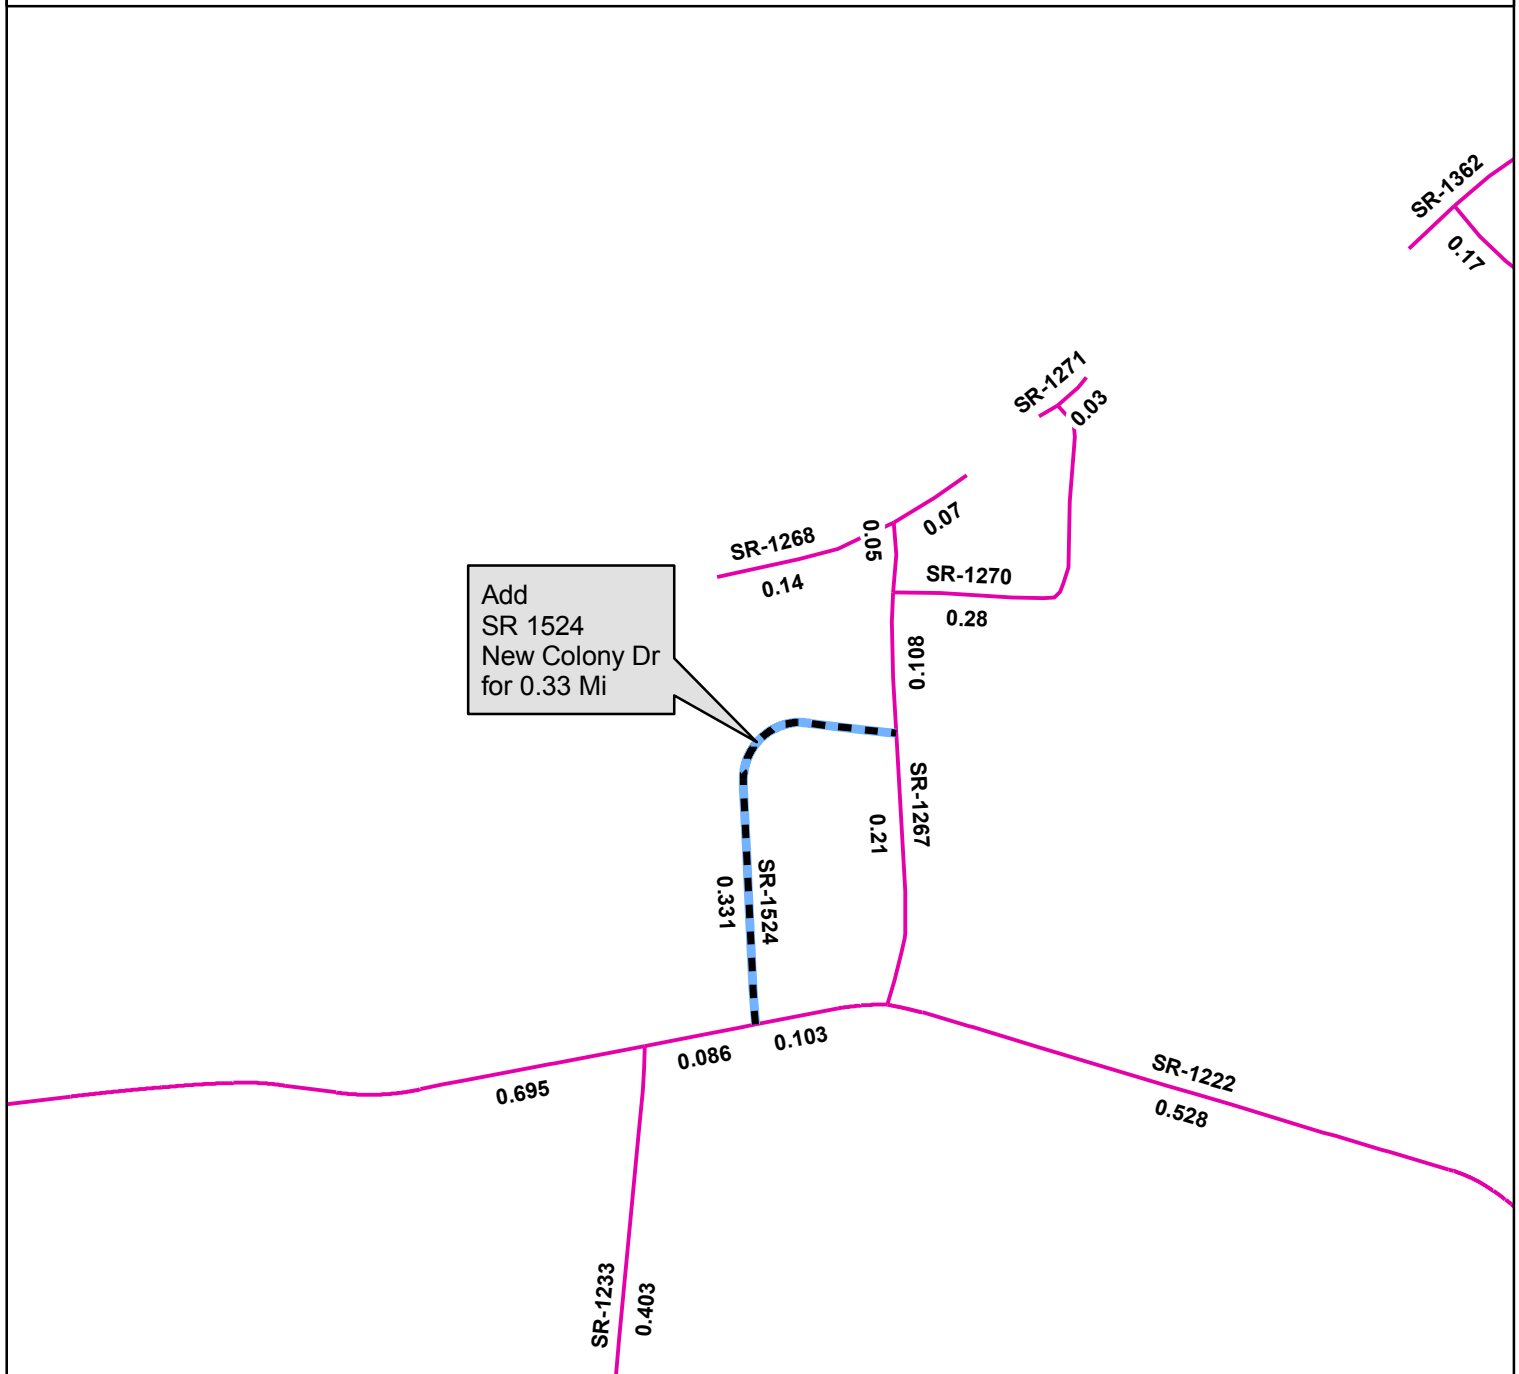 SR-1362
0.17
SR-1271
0.03
0.07
0.05
SR-1268
0.14
SR-1270
0.28
Add
SR 1524
New Colony Dr
for 0.33 Mi
0.108
SR-1267
0.21
SR-1524
0.331
0.103
0.086
0.695
SR-1222
0.528
SR-1233
0.403